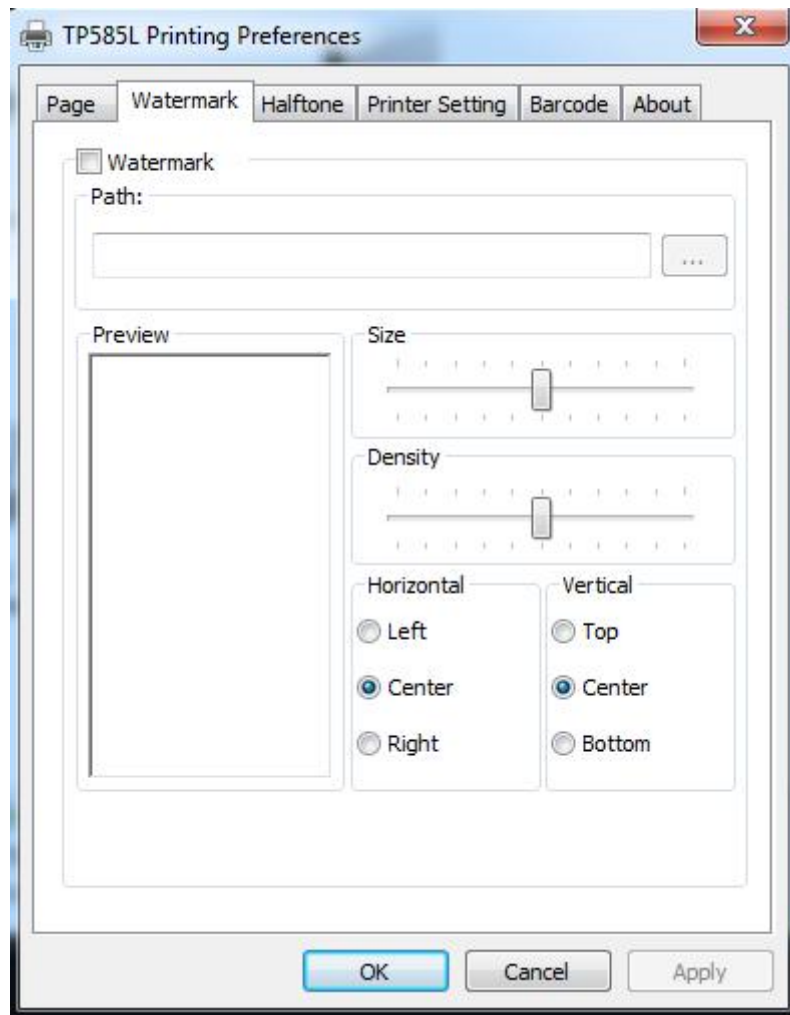 TP585L Printing Preferences
X
Page Watermark Halftone Printer Setting Barcode About
Watermark
Path:
...
Preview
Size
Density
Horizontal Vertical
Left Top
Center Center
Right Bottom
OK Cancel Apply